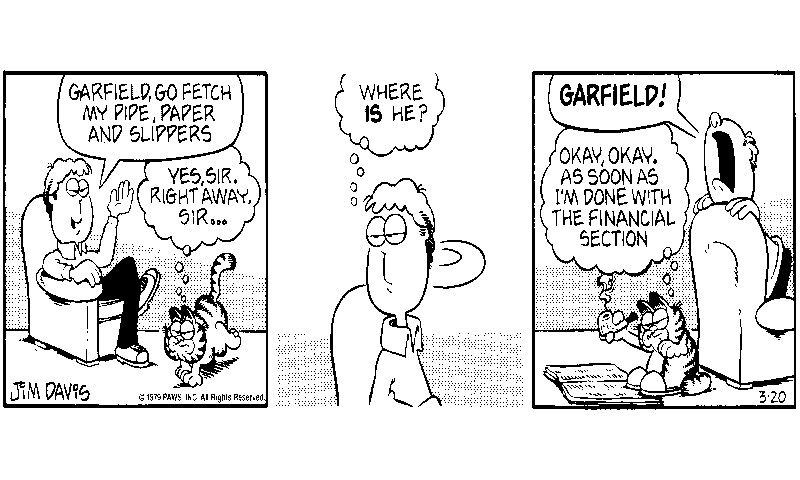 GARFIELD, GO FETCH
MY PIPE, PAPER
AND SLIPPERS
YES, SIR.
RIGHT AWAY,
SIR...
JIM DAVIS
© 1979 PAWS, INC. All Rights Reserved.
WHERE
IS HE?
GARFIELD!
OKAY, OKAY.
AS SOON AS
I'M DONE WITH
THE FINANCIAL
SECTION
3-20